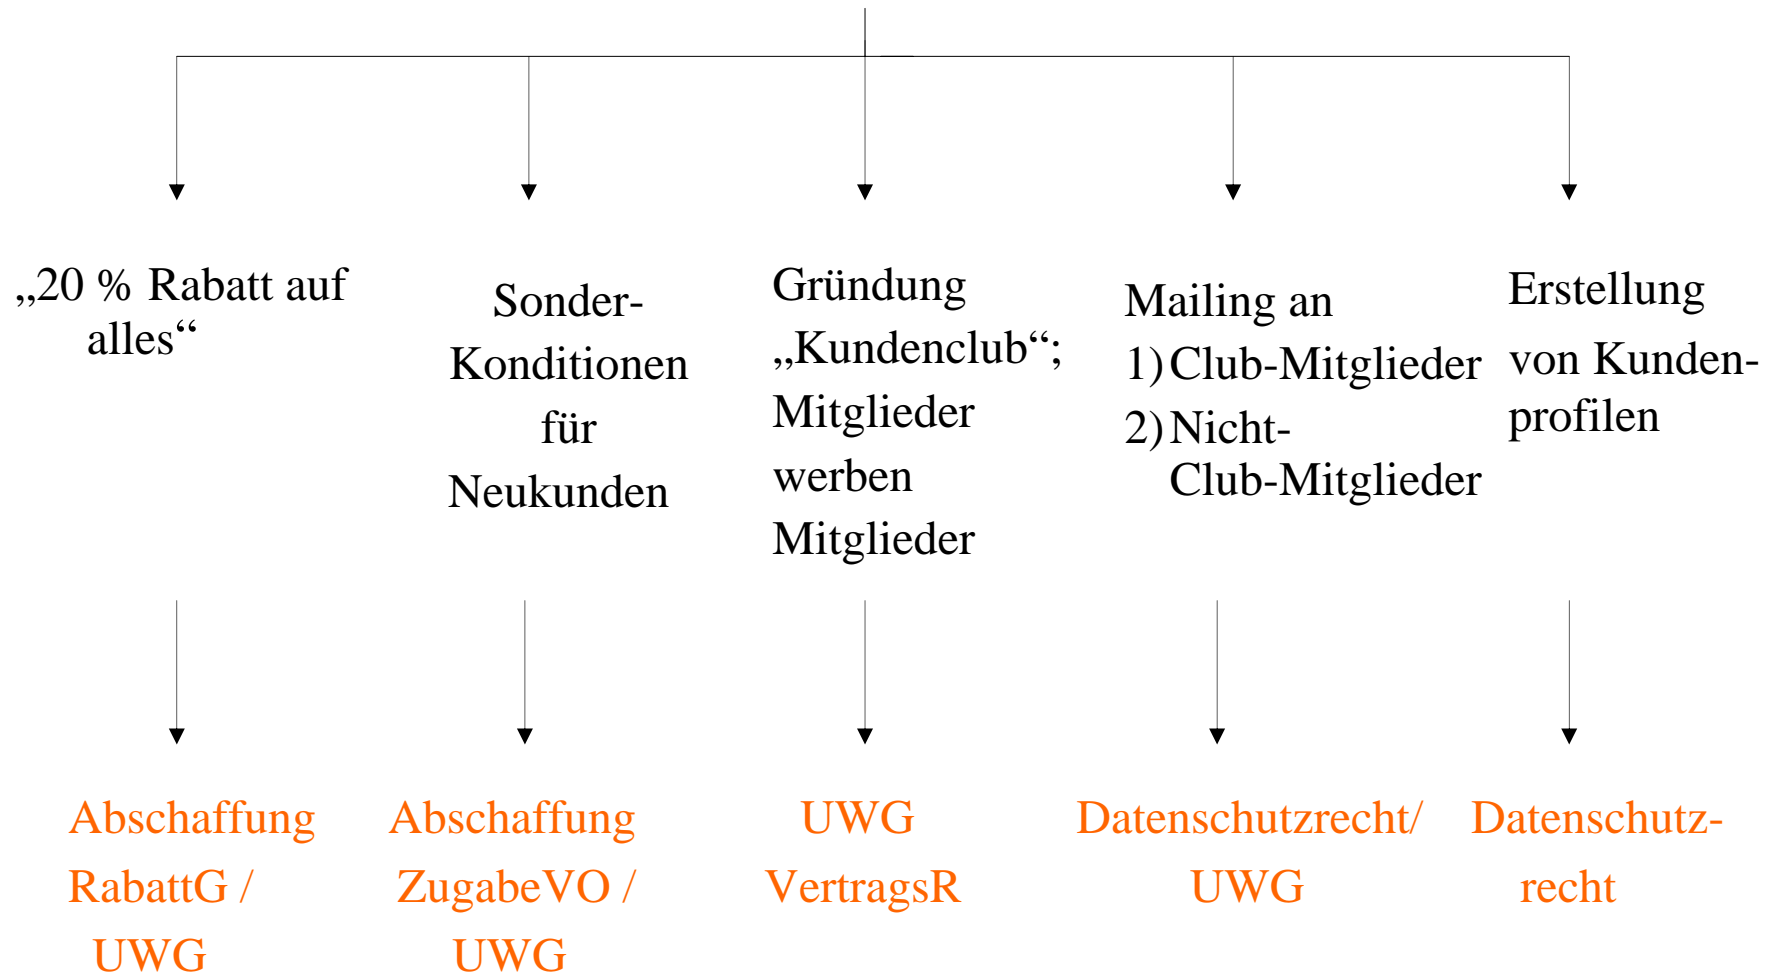 „20 % Rabatt auf
alles“
Sonder-
Konditionen
für
Neukunden
Gründung
„Kundenclub“;
Mitglieder
werben
Mitglieder
Mailing an
1) Club-Mitglieder
2) Nicht-
Club-Mitglieder
Erstellung
von Kunden-
profilen
Abschaffung
RabattG /
UWG
Abschaffung
ZugabeVO /
UWG
UWG
VertragsR
Datenschutzrecht/
UWG
Datenschutz-
recht